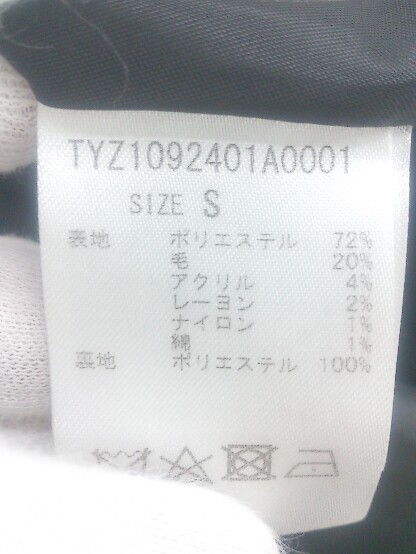 TYZ1092401A0001
SIZE S
表地 ポリエステル 72%
毛 20%
アクリル 4%
レーヨン 2%
ナイロン 1%
綿 1%
裏地 ポリエステル 100%